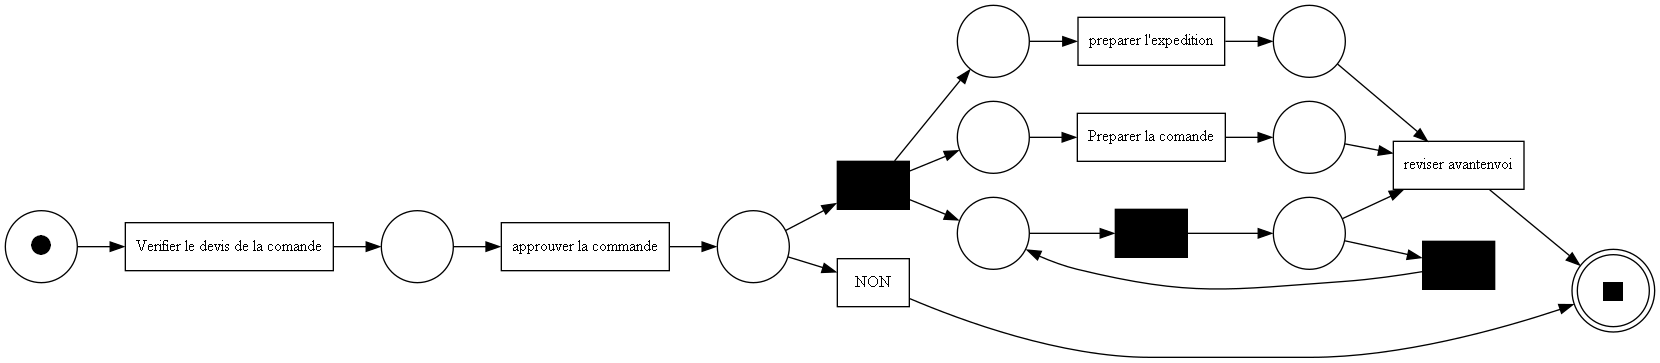 Verifier le devis de la comande
approuver la commande
NON
preparer l'expedition
Preparer la comande
reviser avantenvoi